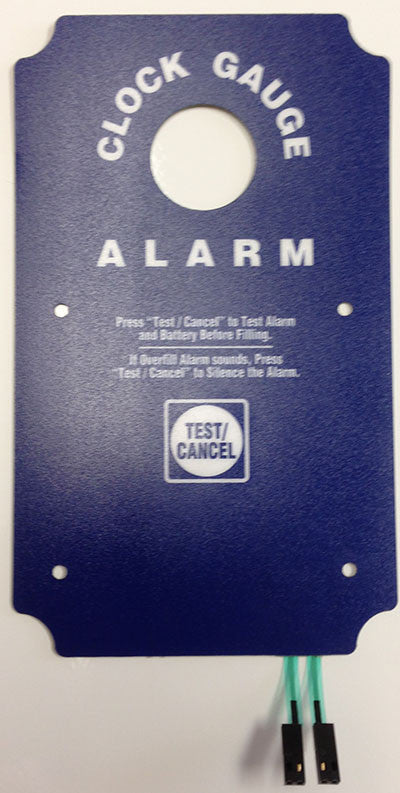 CLOCK GAUGE
ALARM
Press "Test / Cancel" to Test Alarm
and Battery Before Filling.
If Overfill Alarm sounds, Press
"Test / Cancel" to Silence the Alarm.
TEST/
CANCEL